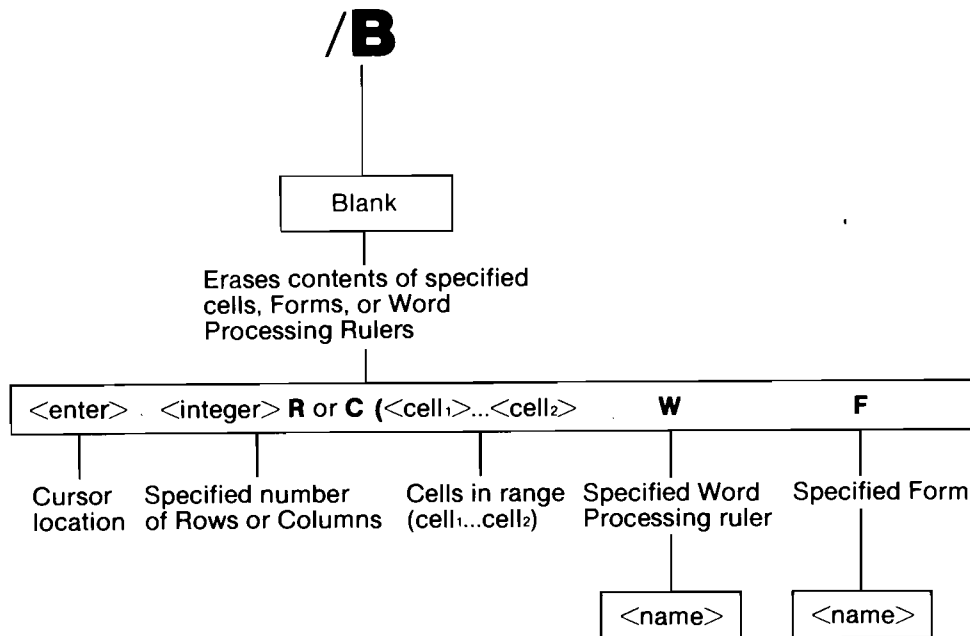 /B
Blank
Erases contents of specified
cells, Forms, or Word
Processing Rulers
<enter> <integer> R or C (<cell₁>...<cell₂> W F
Cursor
location
Specified number
of Rows or Columns
Cells in range
(cell₁...cell₂)
Specified Word
Processing ruler
Specified Form
<name> <name>